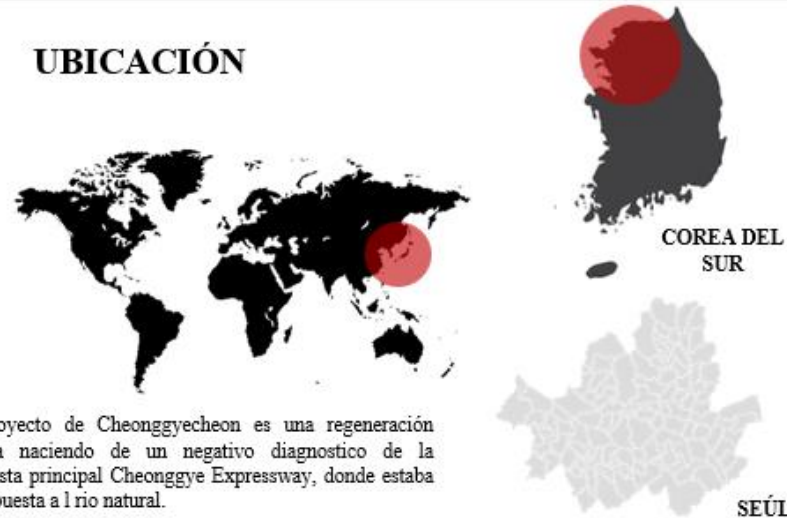 UBICACIÓN
COREA DEL
SUR
oyecto de Cheonggyecheon es una regeneración
naciendo de un negativo diagnostico de la
sta principal Cheonggye Expressway, donde estaba
uesta a l rio natural.
SEÚL